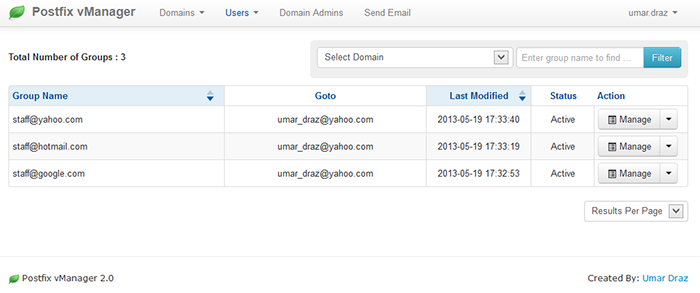 Postfix vManager Domains Users Domain Admins Send Email umar.draz
Total Number of Groups : 3 Select Domain Enter group name to find ... Filter
Group Name Goto Last Modified Status Action
staff@yahoo.com umar_draz@yahoo.com 2013-05-19 17:33:40 Active Manage
staff@hotmail.com umar_draz@yahoo.com 2013-05-19 17:33:19 Active Manage
staff@google.com umar_draz@yahoo.com 2013-05-19 17:32:53 Active Manage
Results Per Page
Postfix vManager 2.0 Created By: Umar Draz